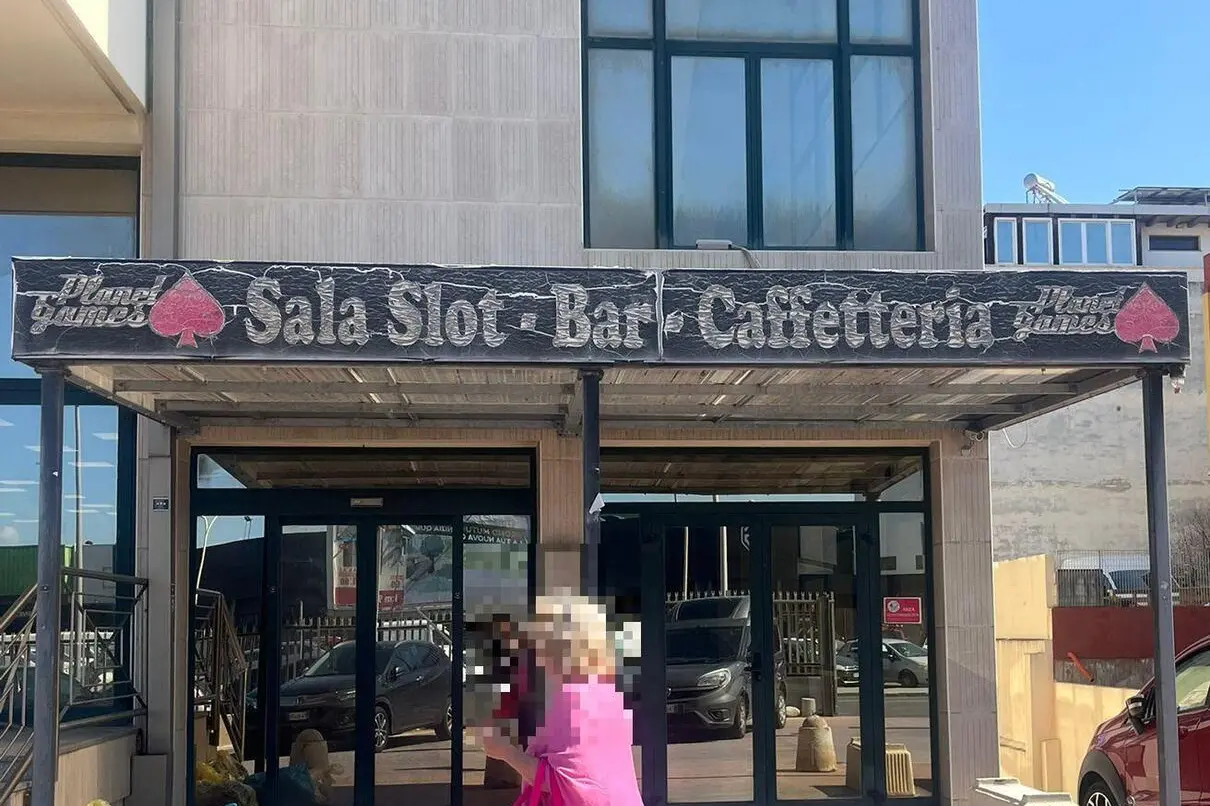 Planet
Games
Sala Slot - Bar - Caffetteria
Planet
Games